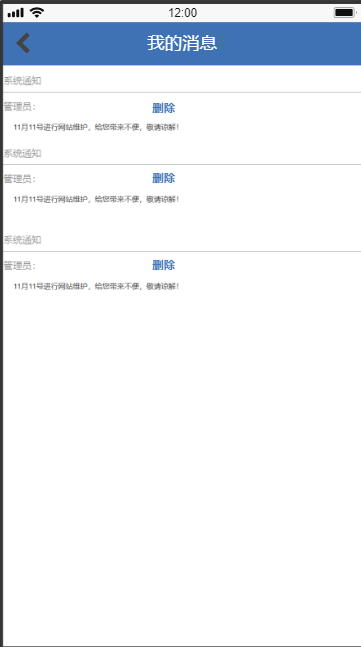 12:00
我的消息
系统通知
管理员： 删除
11月11号进行网站维护，给您带来不便，敬请谅解！
系统通知
管理员： 删除
11月11号进行网站维护，给您带来不便，敬请谅解！
系统通知
管理员： 删除
11月11号进行网站维护，给您带来不便，敬请谅解！